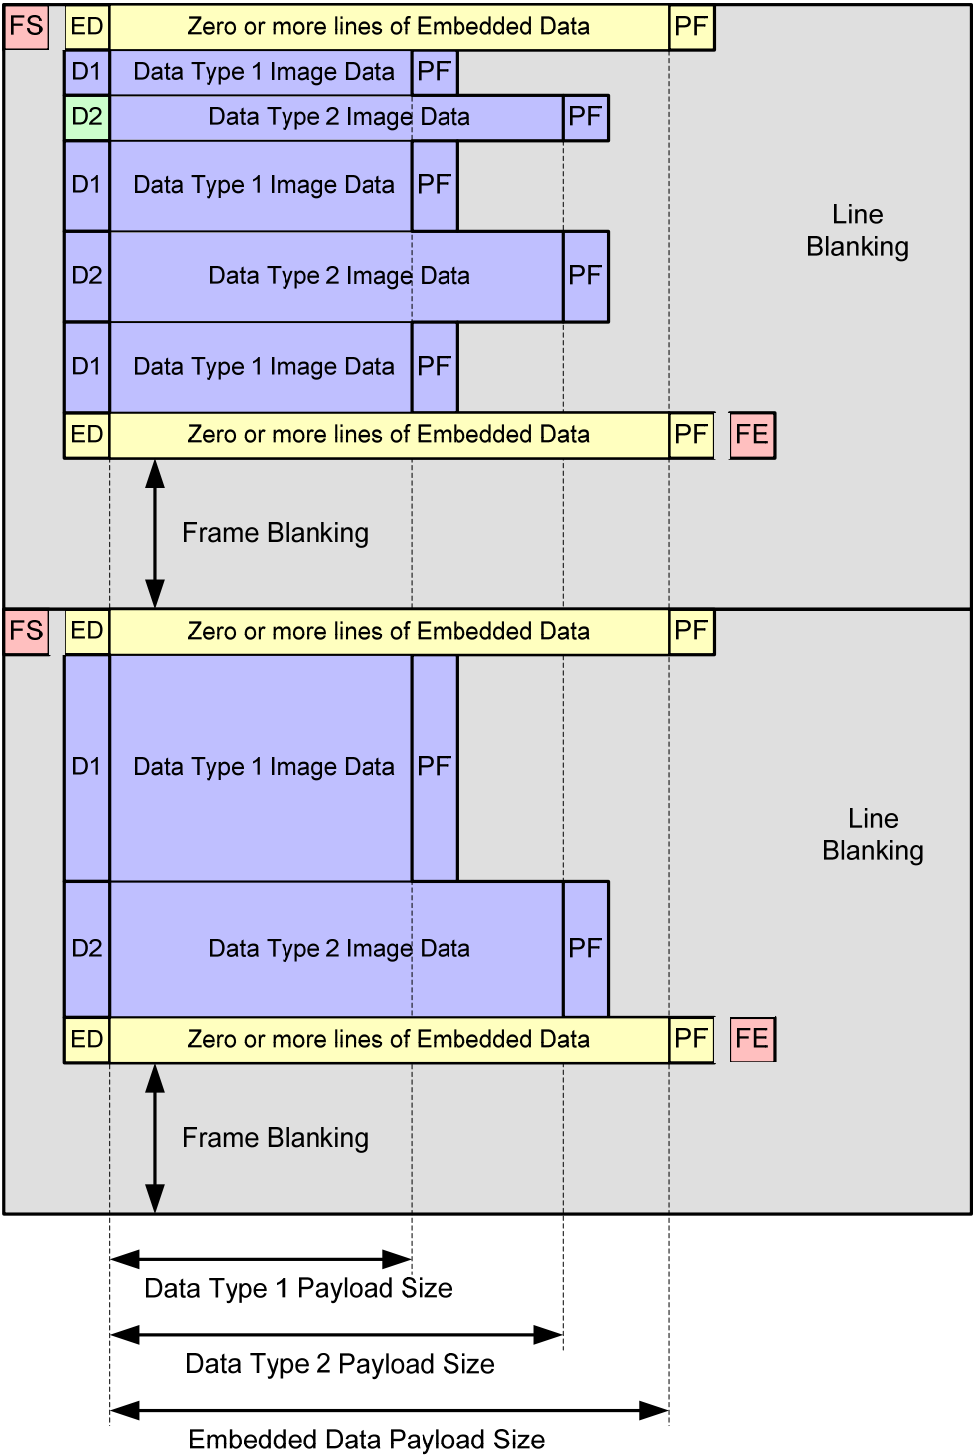 FS ED Zero or more lines of Embedded Data PF
D1 Data Type 1 Image Data PF
D2 Data Type 2 Image Data PF
D1 Data Type 1 Image Data PF
Line
Blanking
D2 Data Type 2 Image Data PF
D1 Data Type 1 Image Data PF
ED Zero or more lines of Embedded Data PF FE
Frame Blanking
FS ED Zero or more lines of Embedded Data PF
D1 Data Type 1 Image Data PF
Line
Blanking
D2 Data Type 2 Image Data PF
ED Zero or more lines of Embedded Data PF FE
Frame Blanking
Data Type 1 Payload Size
Data Type 2 Payload Size
Embedded Data Payload Size